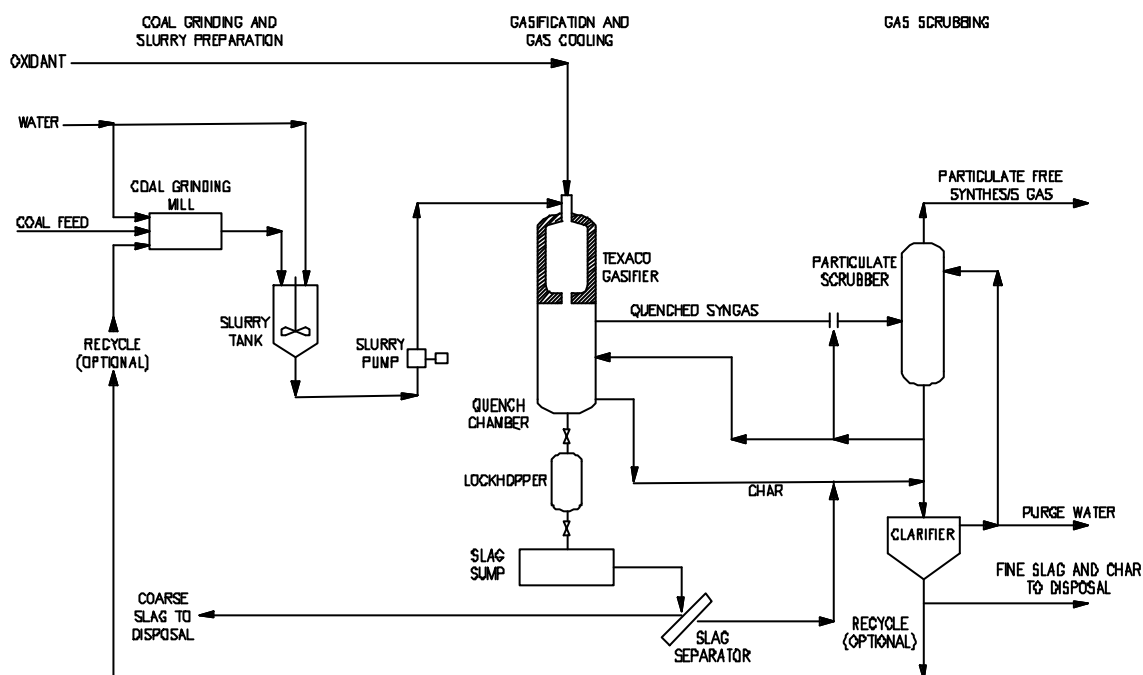 COAL GRINDING AND
SLURRY PREPARATION
GASIFICATION AND
GAS COOLING
GAS SCRUBBING
OXIDANT
WATER
COAL GRINDING
MILL
COAL FEED
PARTICULATE FREE
SYNTHESIS GAS
TEXACO
GASIFIER
PARTICULATE
SCRUBBER
QUENCHED SYNGAS
SLURRY
TANK
SLURRY
PUMP
RECYCLE
(OPTIONAL)
QUENCH
CHAMBER
LOCKHOPPER
CHAR
PURGE WATER
CLARIFIER
SLAG
SUMP
FINE SLAG AND CHAR
TO DISPOSAL
COARSE
SLAG TO
DISPOSAL
SLAG
SEPARATOR
RECYCLE
(OPTIONAL)